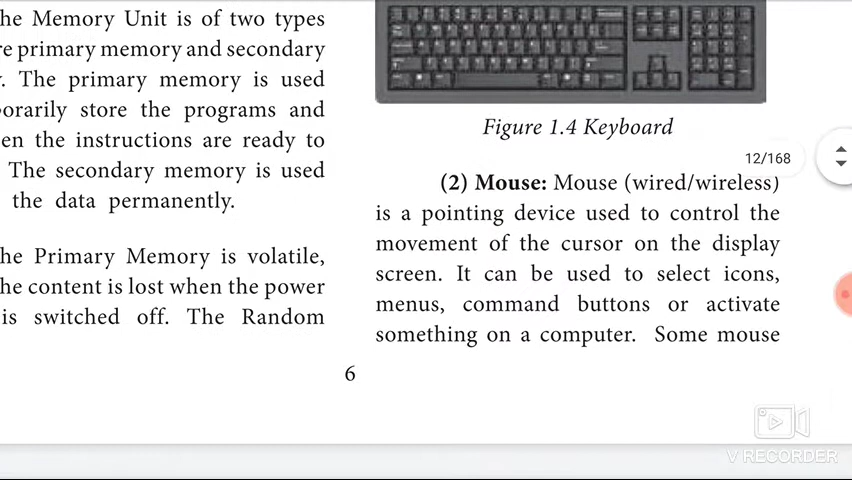 he Memory Unit is of two types
re primary memory and secondary
. The primary memory is used
orarily store the programs and
en the instructions are ready to
. The secondary memory is used
the data permanently.
he Primary Memory is volatile,
he content is lost when the power
is switched off. The Random
Figure 1.4 Keyboard
12/168
(2) Mouse: Mouse (wired/wireless)
is a pointing device used to control the
movement of the cursor on the display
screen. It can be used to select icons,
menus, command buttons or activate
something on a computer. Some mouse
6
V RECORDER